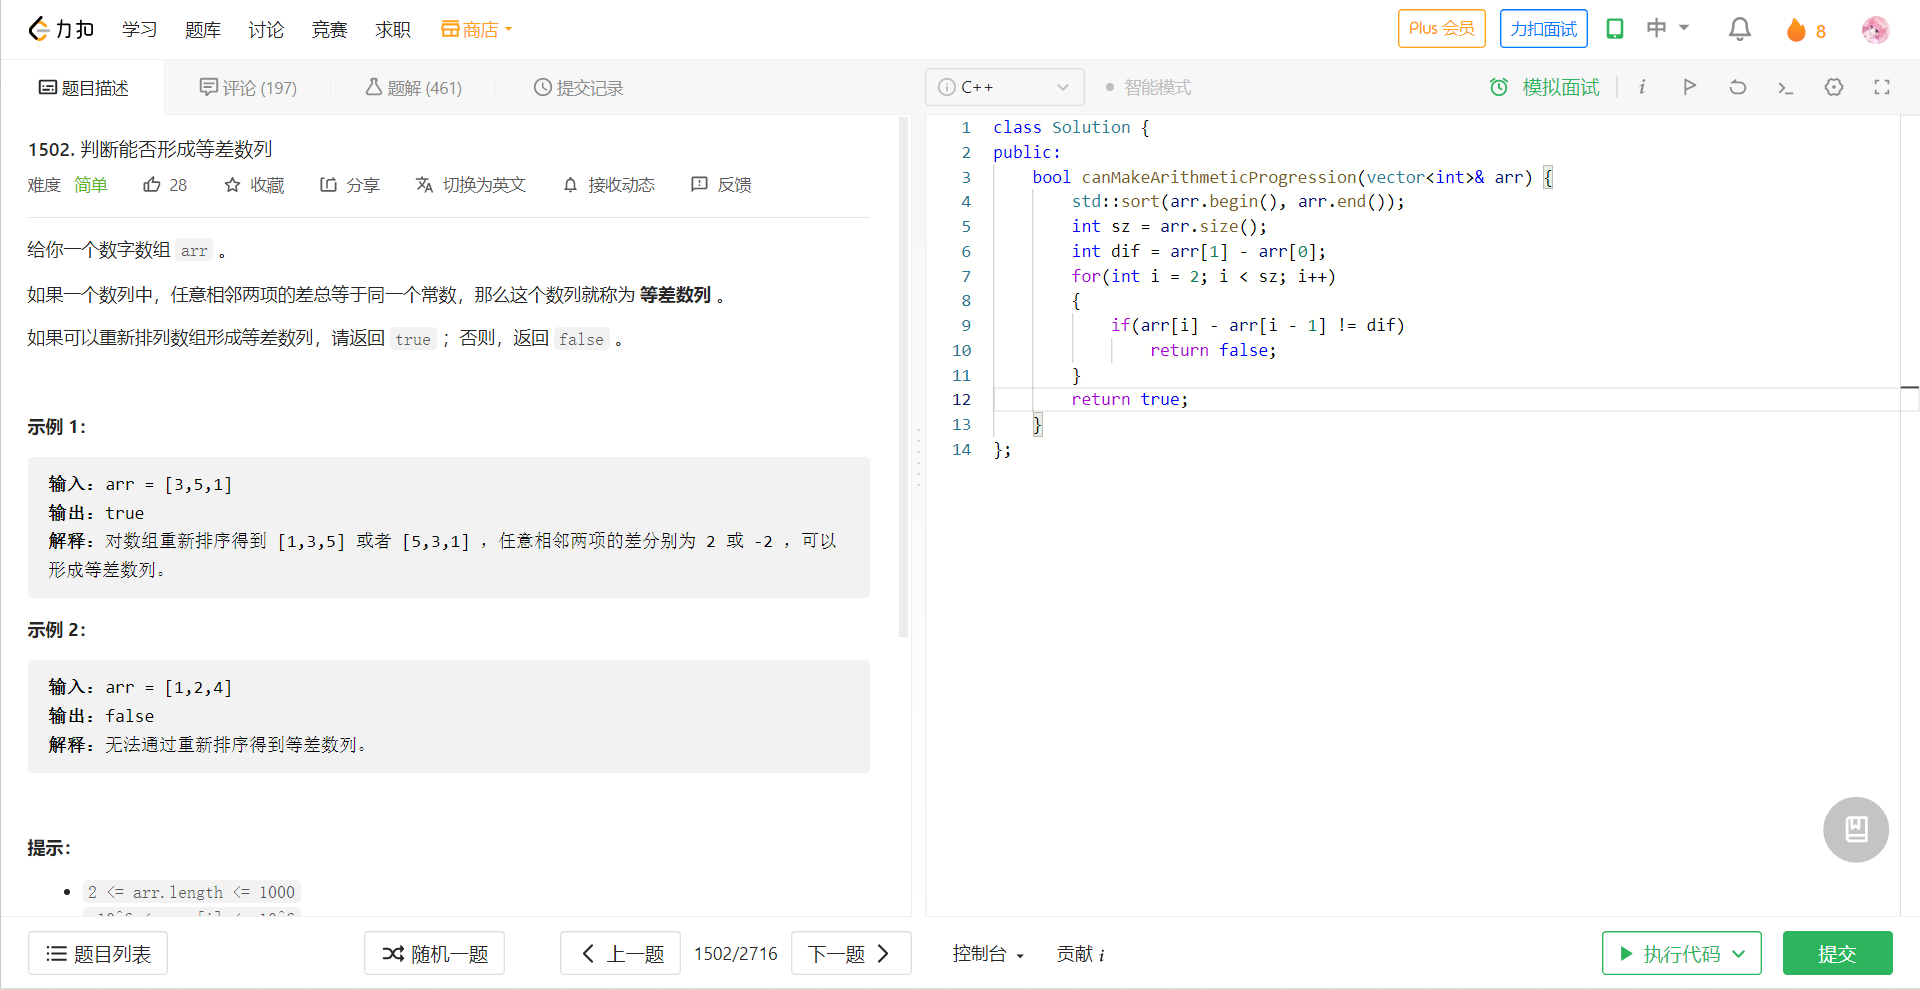 力扣 学习 题库 讨论 竞赛 求职 商店 Plus 会员 力扣面试 中 8
题目描述 评论 (197) 题解 (461) 提交记录
1502. 判断能否形成等差数列
难度 简单 28 收藏 分享 切换为英文 接收动态 反馈
给你一个数字数组 arr 。
如果一个数列中，任意相邻两项的差总等于同一个常数，那么这个数列就称为 等差数列 。
如果可以重新排列数组形成等差数列，请返回 true ；否则，返回 false 。
示例 1：
输入：arr = [3,5,1]
输出：true
解释：对数组重新排序得到 [1,3,5] 或者 [5,3,1] ，任意相邻两项的差分别为 2 或 -2 ，可以
形成等差数列。
示例 2：
输入：arr = [1,2,4]
输出：false
解释：无法通过重新排序得到等差数列。
提示：
2 <= arr.length <= 1000
C++ 智能模式 模拟面试
1 class Solution {
2 public:
3 bool canMakeArithmeticProgression(vector<int>& arr) {
4 std::sort(arr.begin(), arr.end());
5 int sz = arr.size();
6 int dif = arr[1] - arr[0];
7 for(int i = 2; i < sz; i++)
8 {
9 if(arr[i] - arr[i - 1] != dif)
10 return false;
11 }
12 return true;
13 }
14 };
题目列表 随机一题 上一题 1502/2716 下一题 控制台 贡献 i 执行代码 提交